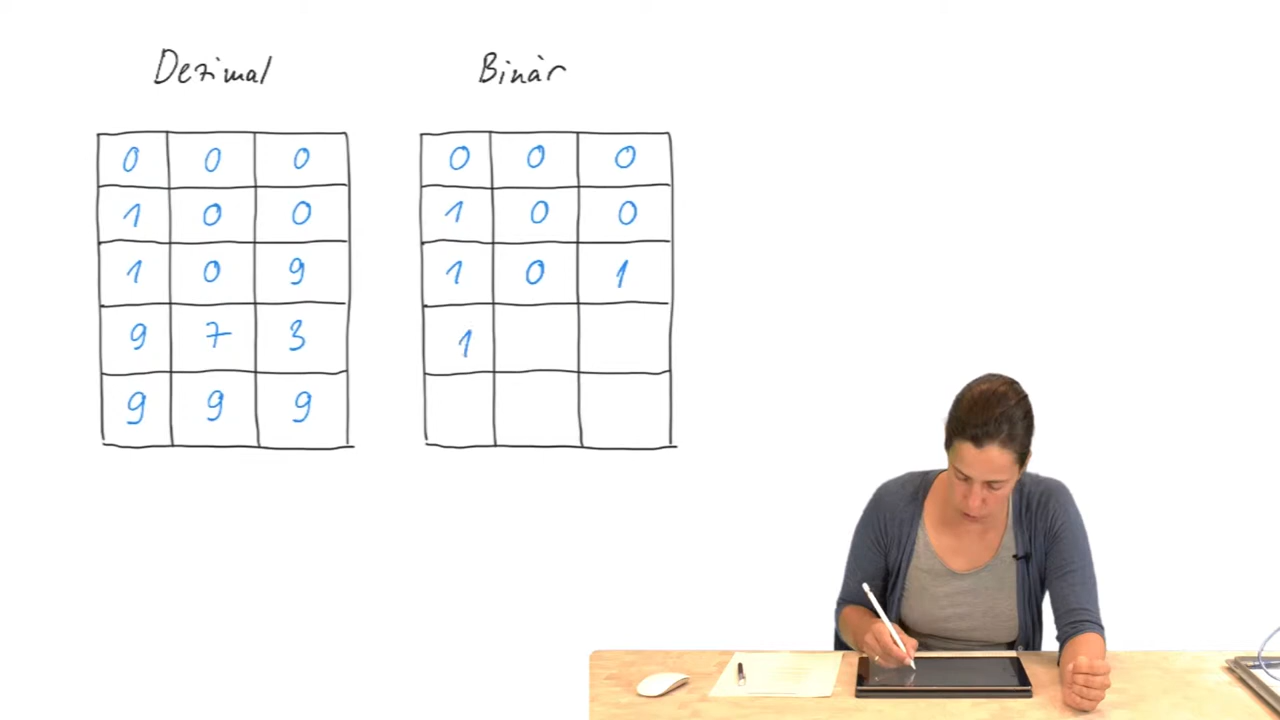 Dezimal Binär
0 0 0 0 0 0
1 0 0 1 0 0
1 0 9 1 0 1
9 7 3 1
9 9 9